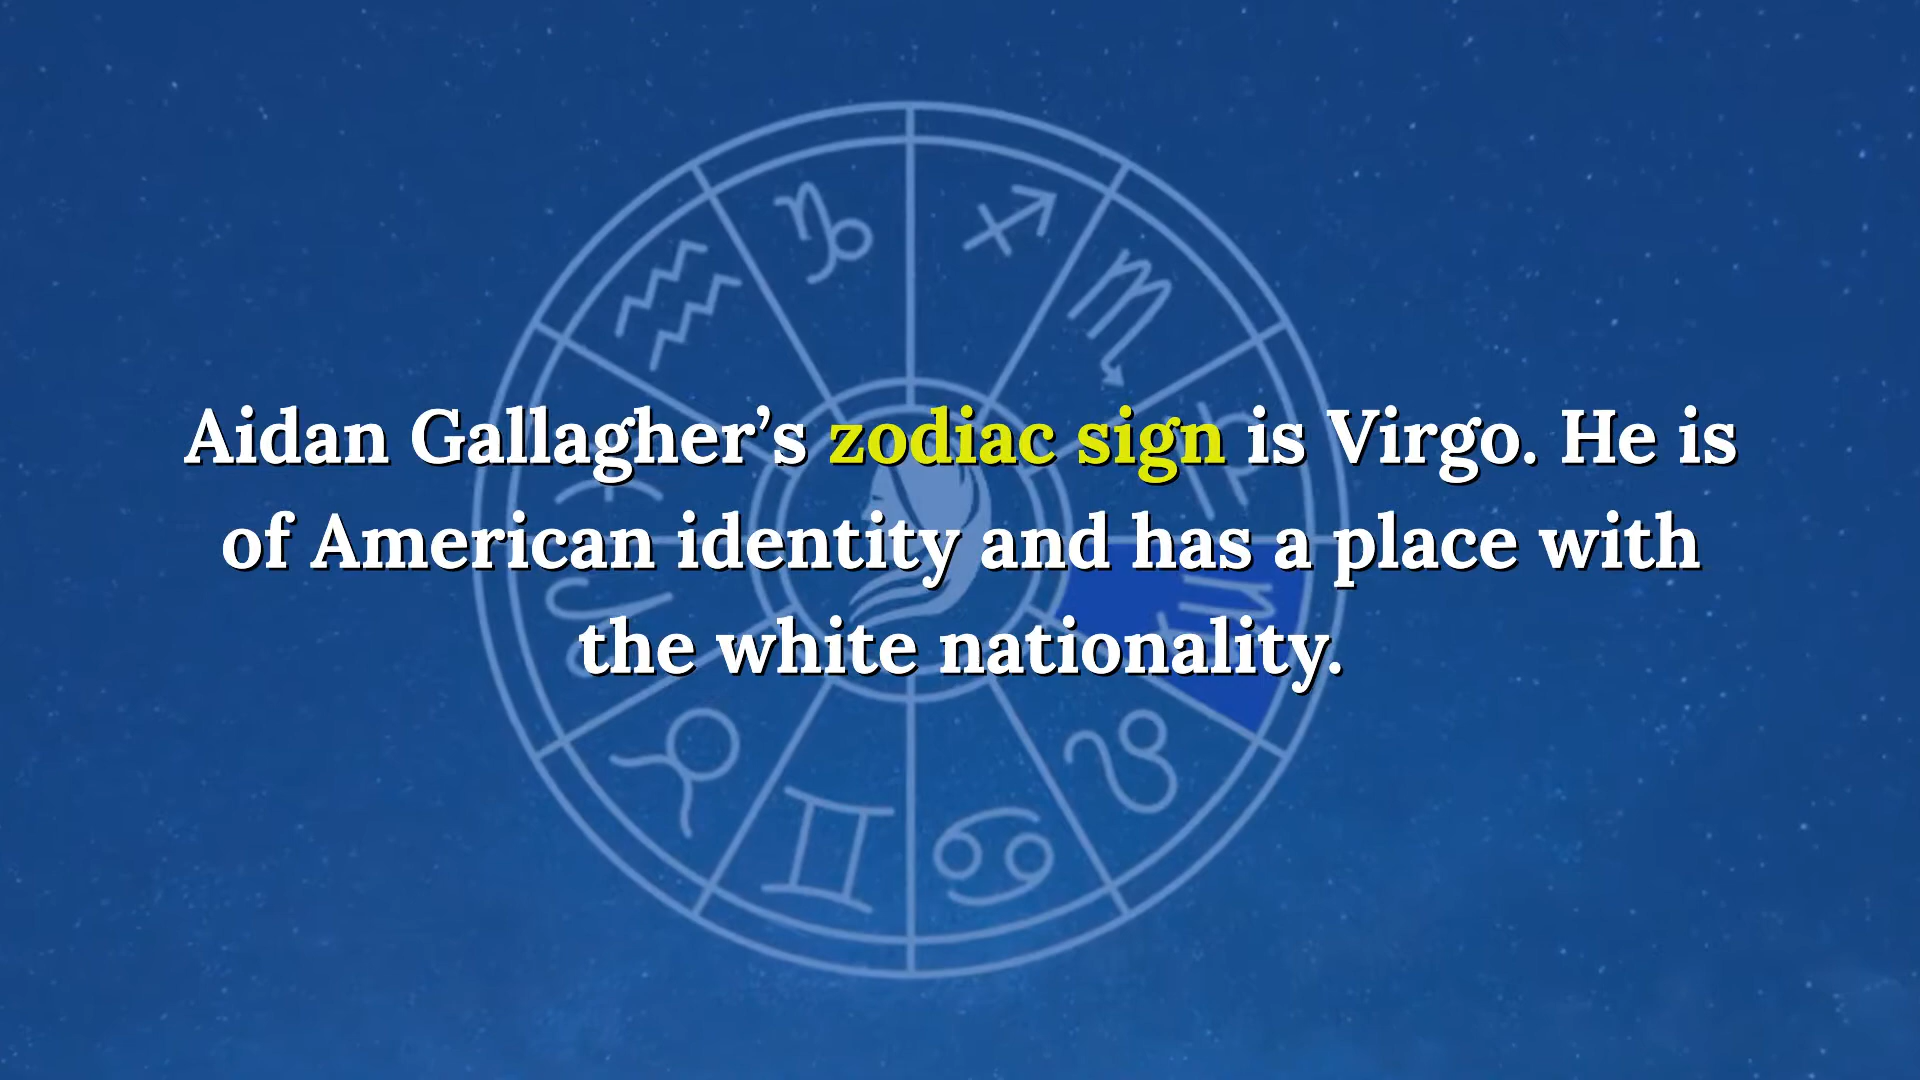 Aidan Gallagher’s zodiac sign is Virgo. He is
of American identity and has a place with
the white nationality.